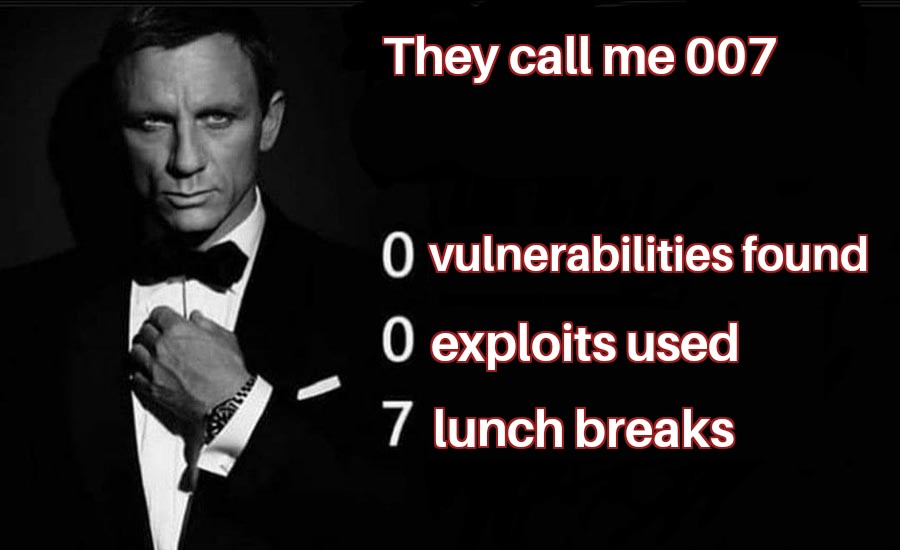 They call me 007
0 vulnerabilities found
0 exploits used
7 lunch breaks